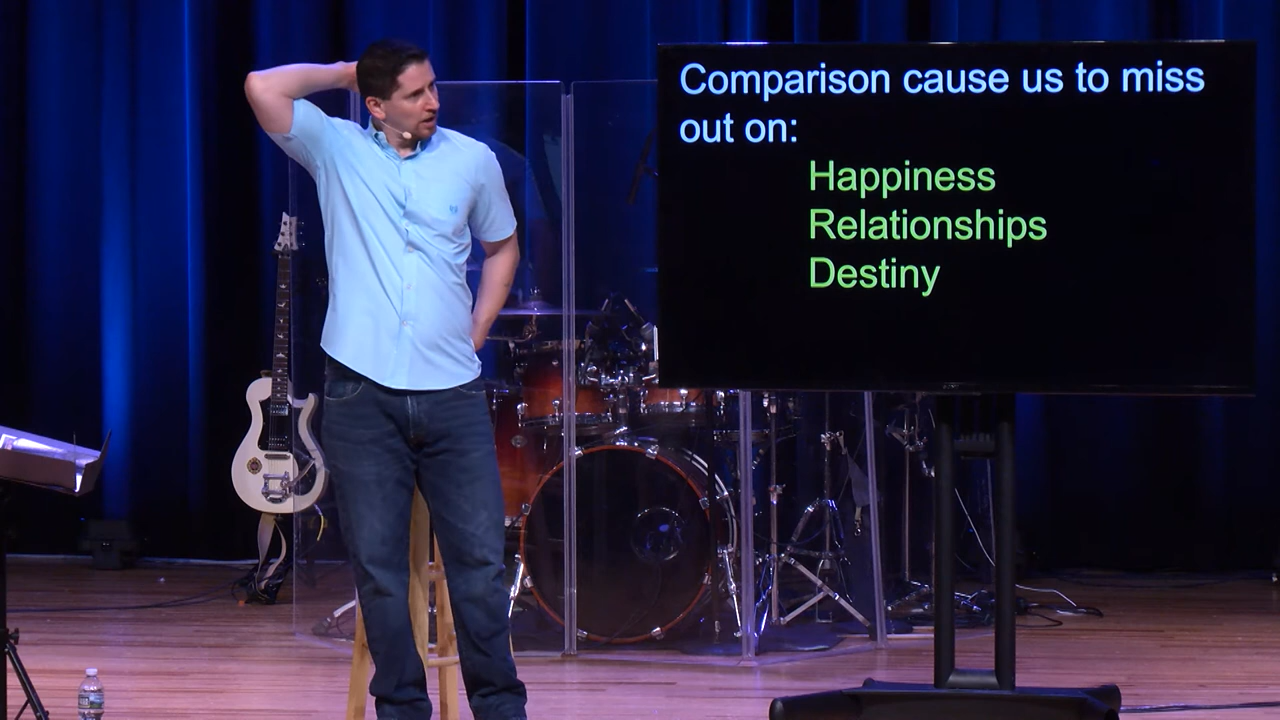 Comparison cause us to miss
out on:
Happiness
Relationships
Destiny